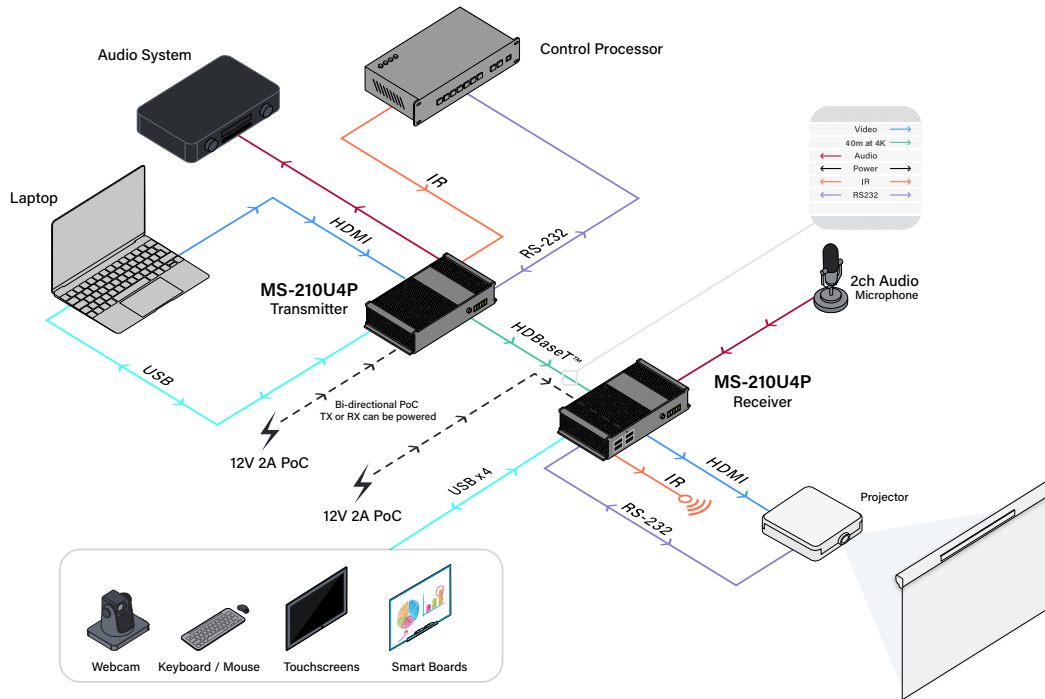 Audio System
Control Processor
Video
40m at 4K
Audio
Power
IR
RS232
Laptop
IR
HDMI
RS-232
2ch Audio
Microphone
MS-210U4P
Transmitter
HDBaseT™
USB
MS-210U4P
Receiver
Bi-directional PoC
TX or RX can be powered
12V 2A PoC
12V 2A PoC
USB x4
IR
HDMI
RS-232
Projector
Webcam
Keyboard / Mouse
Touchscreens
Smart Boards